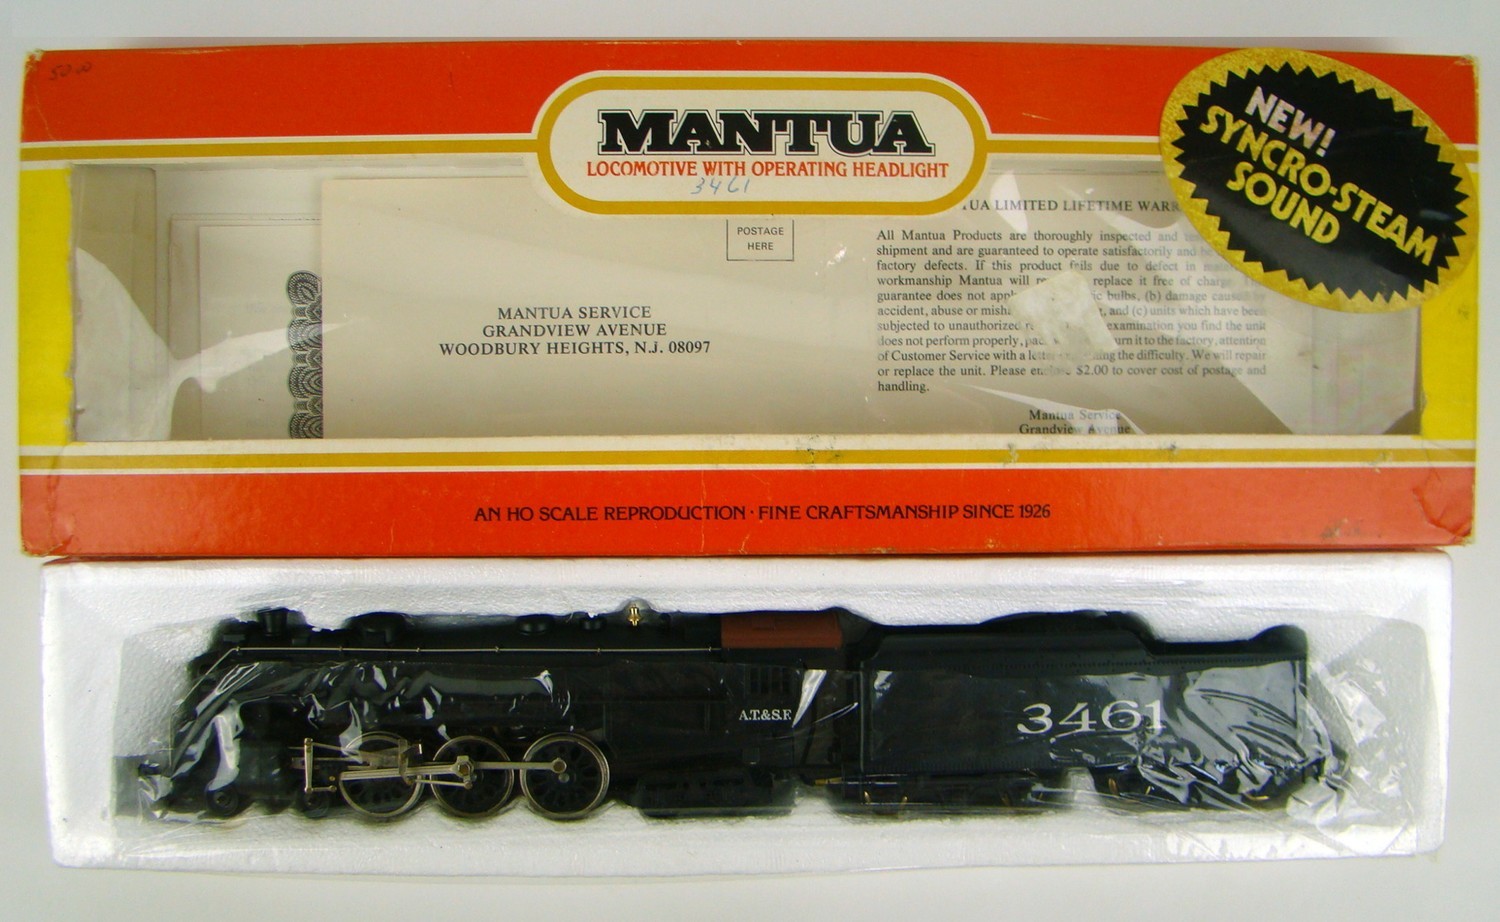 50.00
MANTUA
LOCOMOTIVE WITH OPERATING HEADLIGHT
3461
NEW!
SYNCRO-STEAM
SOUND
POSTAGE
HERE
MANTUA SERVICE
GRANDVIEW AVENUE
WOODBURY HEIGHTS, N.J. 08097
LIMITED LIFETIME
All Mantua Products are thoroughly inspected and
shipment and are guaranteed to operate satisfactorily and
factory defects. If this product fails due to defect in
workmanship Mantua will replace it free of charge.
guarantee does not bulbs, (b) damage caused
accident, abuse or and (c) units which have been
subjected to unauthorized examination you find the unit
does not perform properly, it to the factory, attention
of Customer Service with a the difficulty. We will repair
or replace the unit. Please $2.00 to cover cost of postage and
handling.
Mantua Service
Grandview Avenue
AN HO SCALE REPRODUCTION · FINE CRAFTSMANSHIP SINCE 1926
A.T.&S.F.
3461